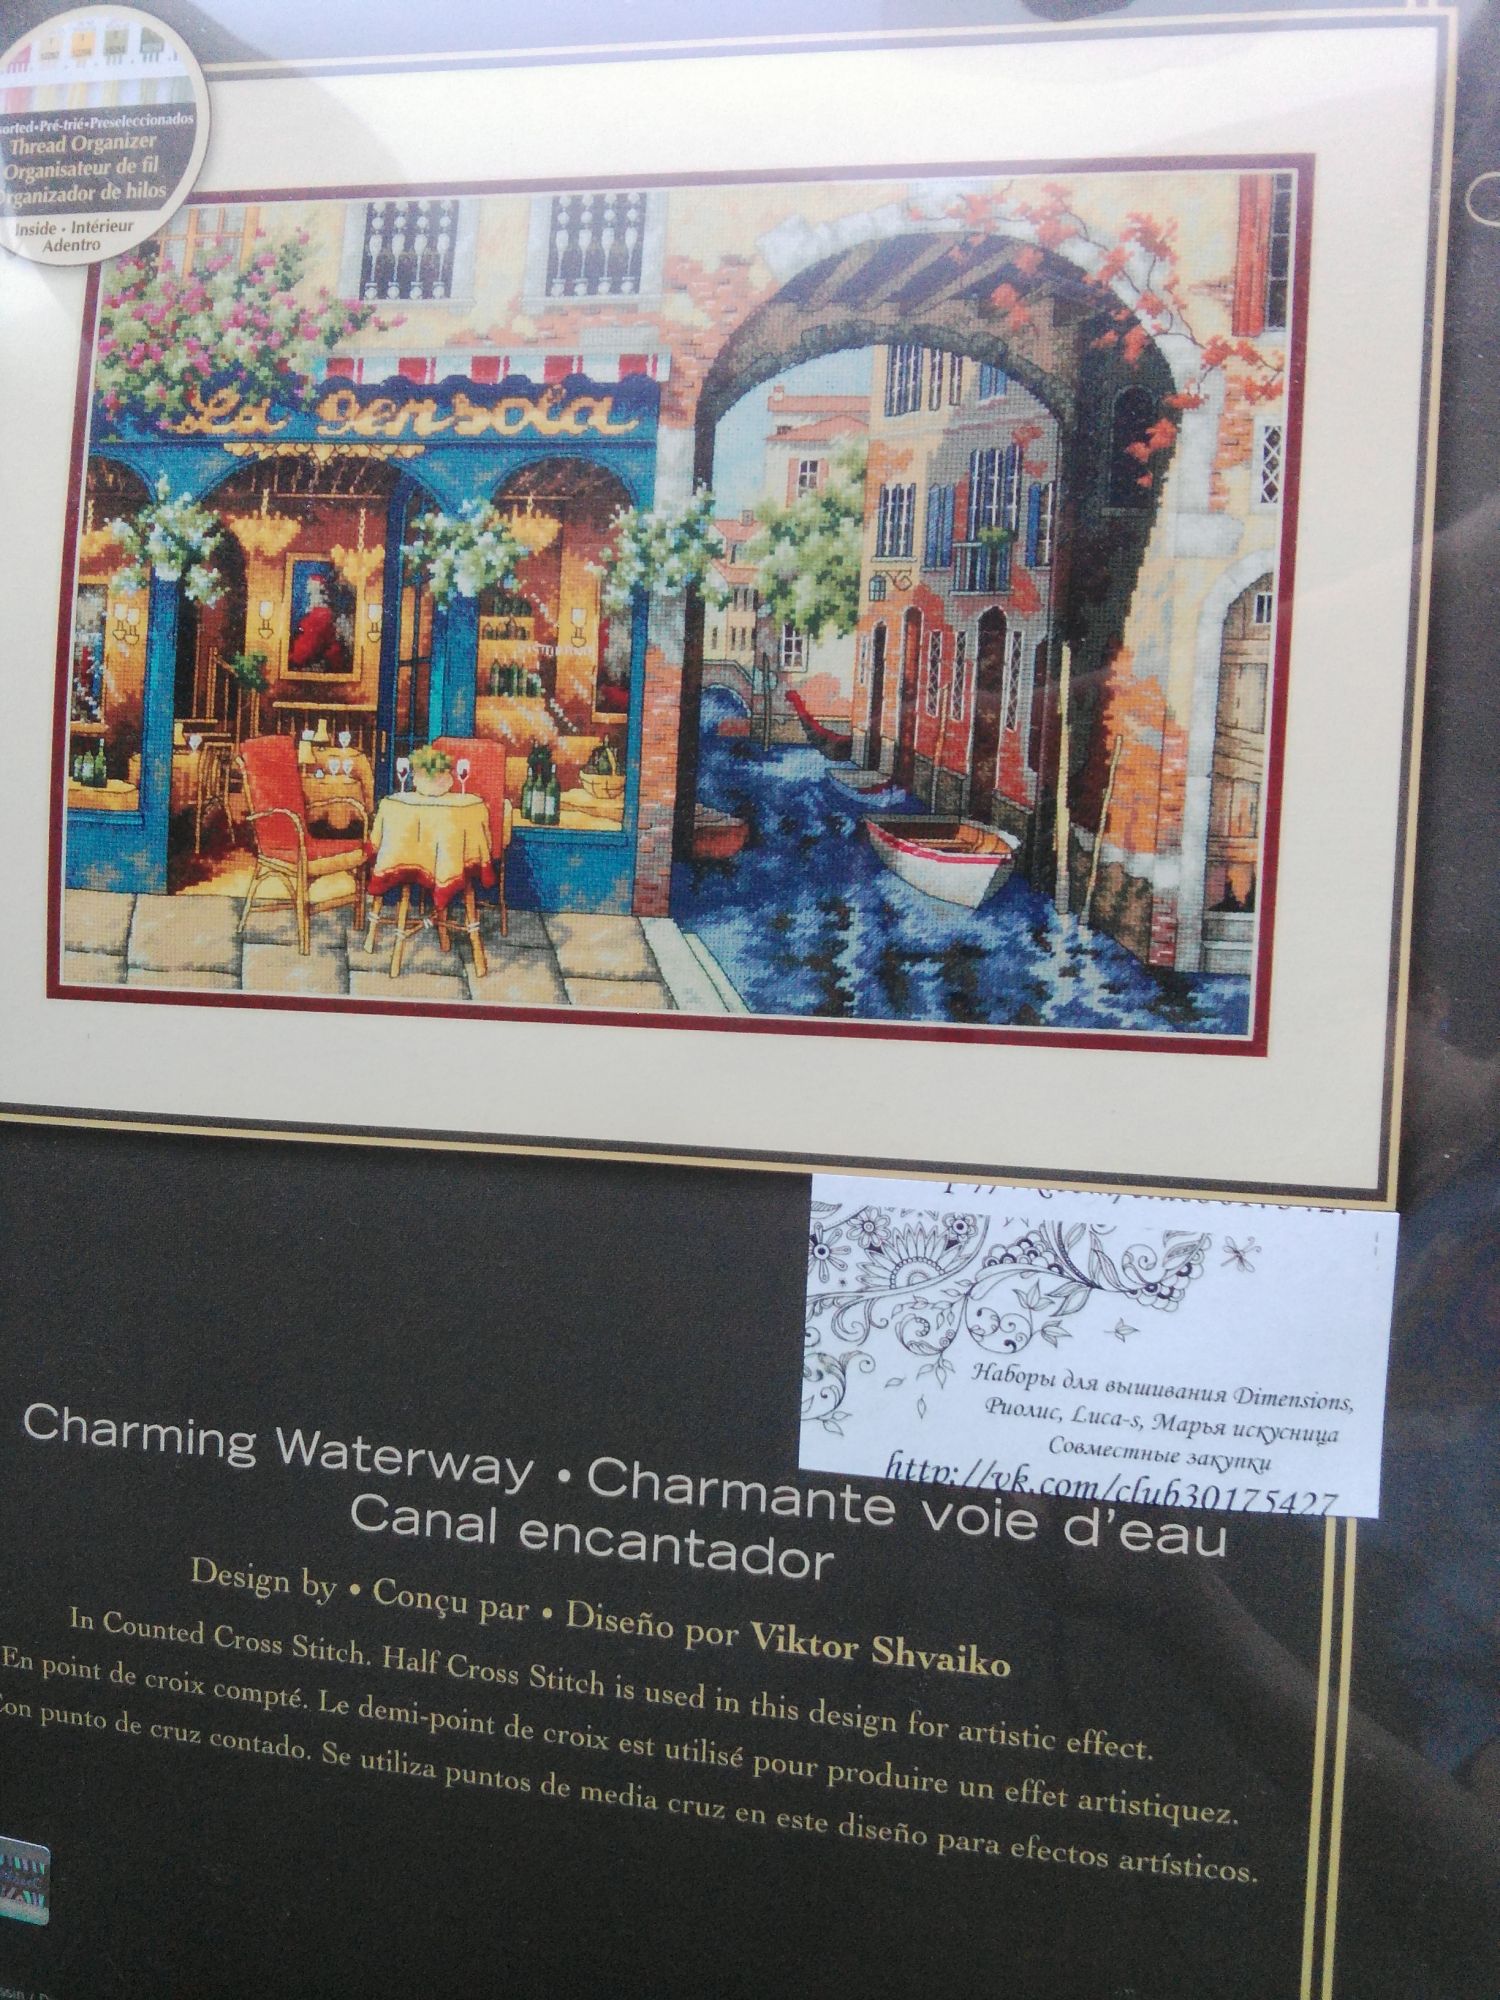 Pré-trié•Preseleccionados
Thread Organizer
Organisateur de fil
Organizador de hilos
Inside • Intérieur
Adentro
La Gensola
Наборы для вышивания Dimensions,
Риолис, Luca-s, Марья искусница
Совместные закупки
http://vk.com/club30175427
Charming Waterway • Charmante voie d'eau
Canal encantador
Design by • Conçu par • Diseño por Viktor Shvaiko
In Counted Cross Stitch. Half Cross Stitch is used in this design for artistic effect.
En point de croix compté. Le demi-point de croix est utilisé pour produire un effet artistiquez.
Con punto de cruz contado. Se utiliza puntos de media cruz en este diseño para efectos artísticos.